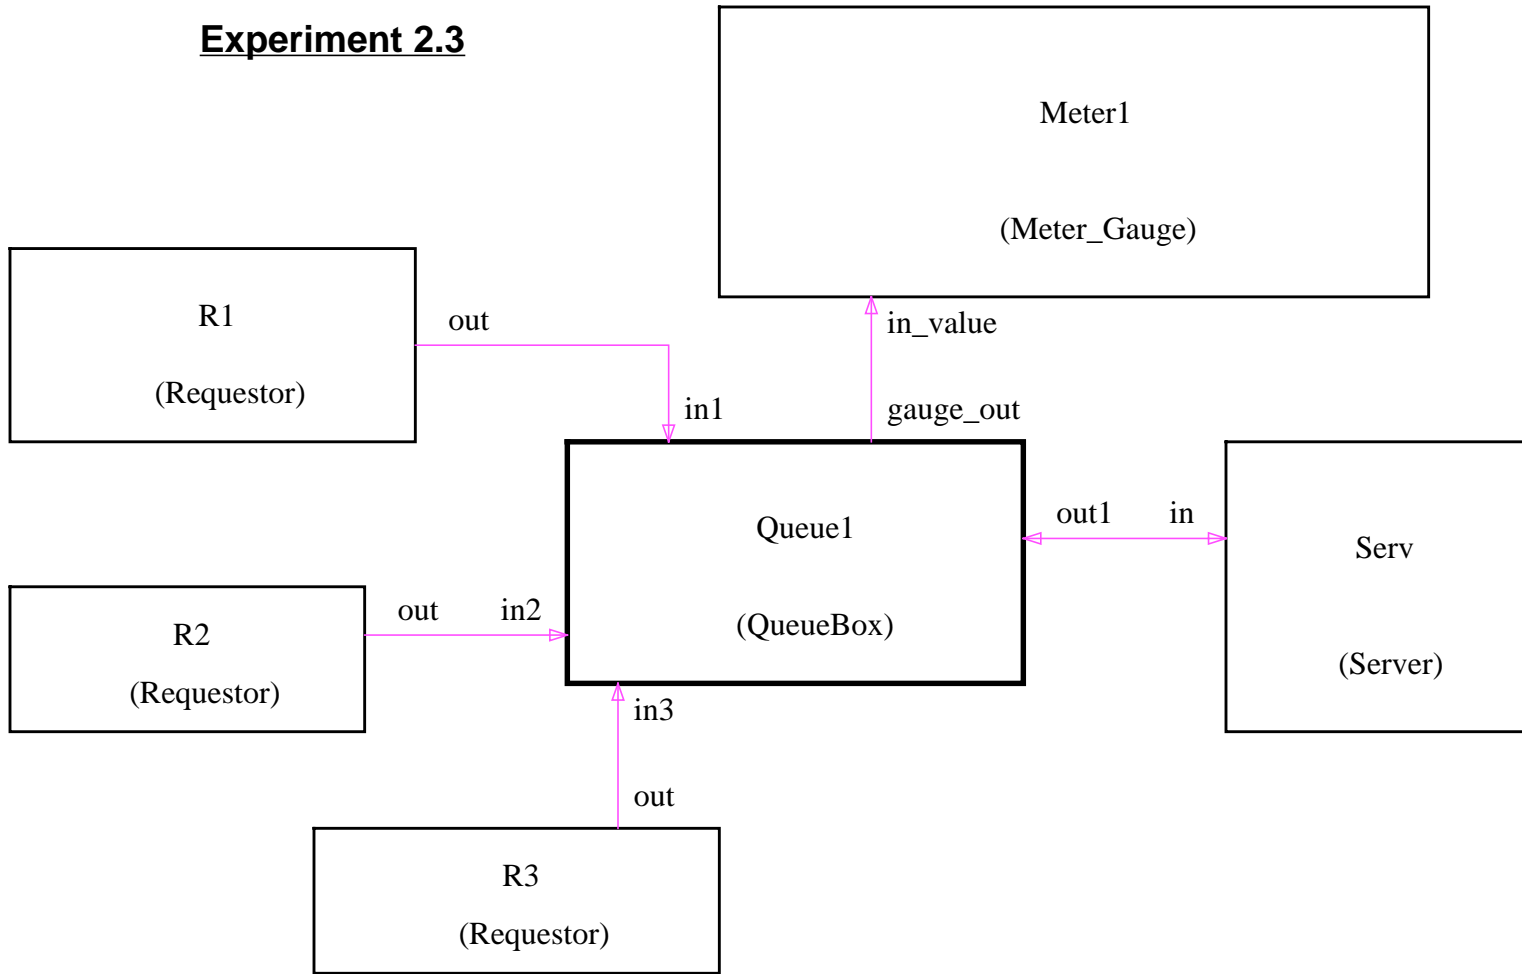 Experiment 2.3
Meter1
(Meter_Gauge)
R1
(Requestor)
out
in1
in_value
gauge_out
Queue1
(QueueBox)
out1
in
Serv
(Server)
R2
(Requestor)
out
in2
in3
out
R3
(Requestor)